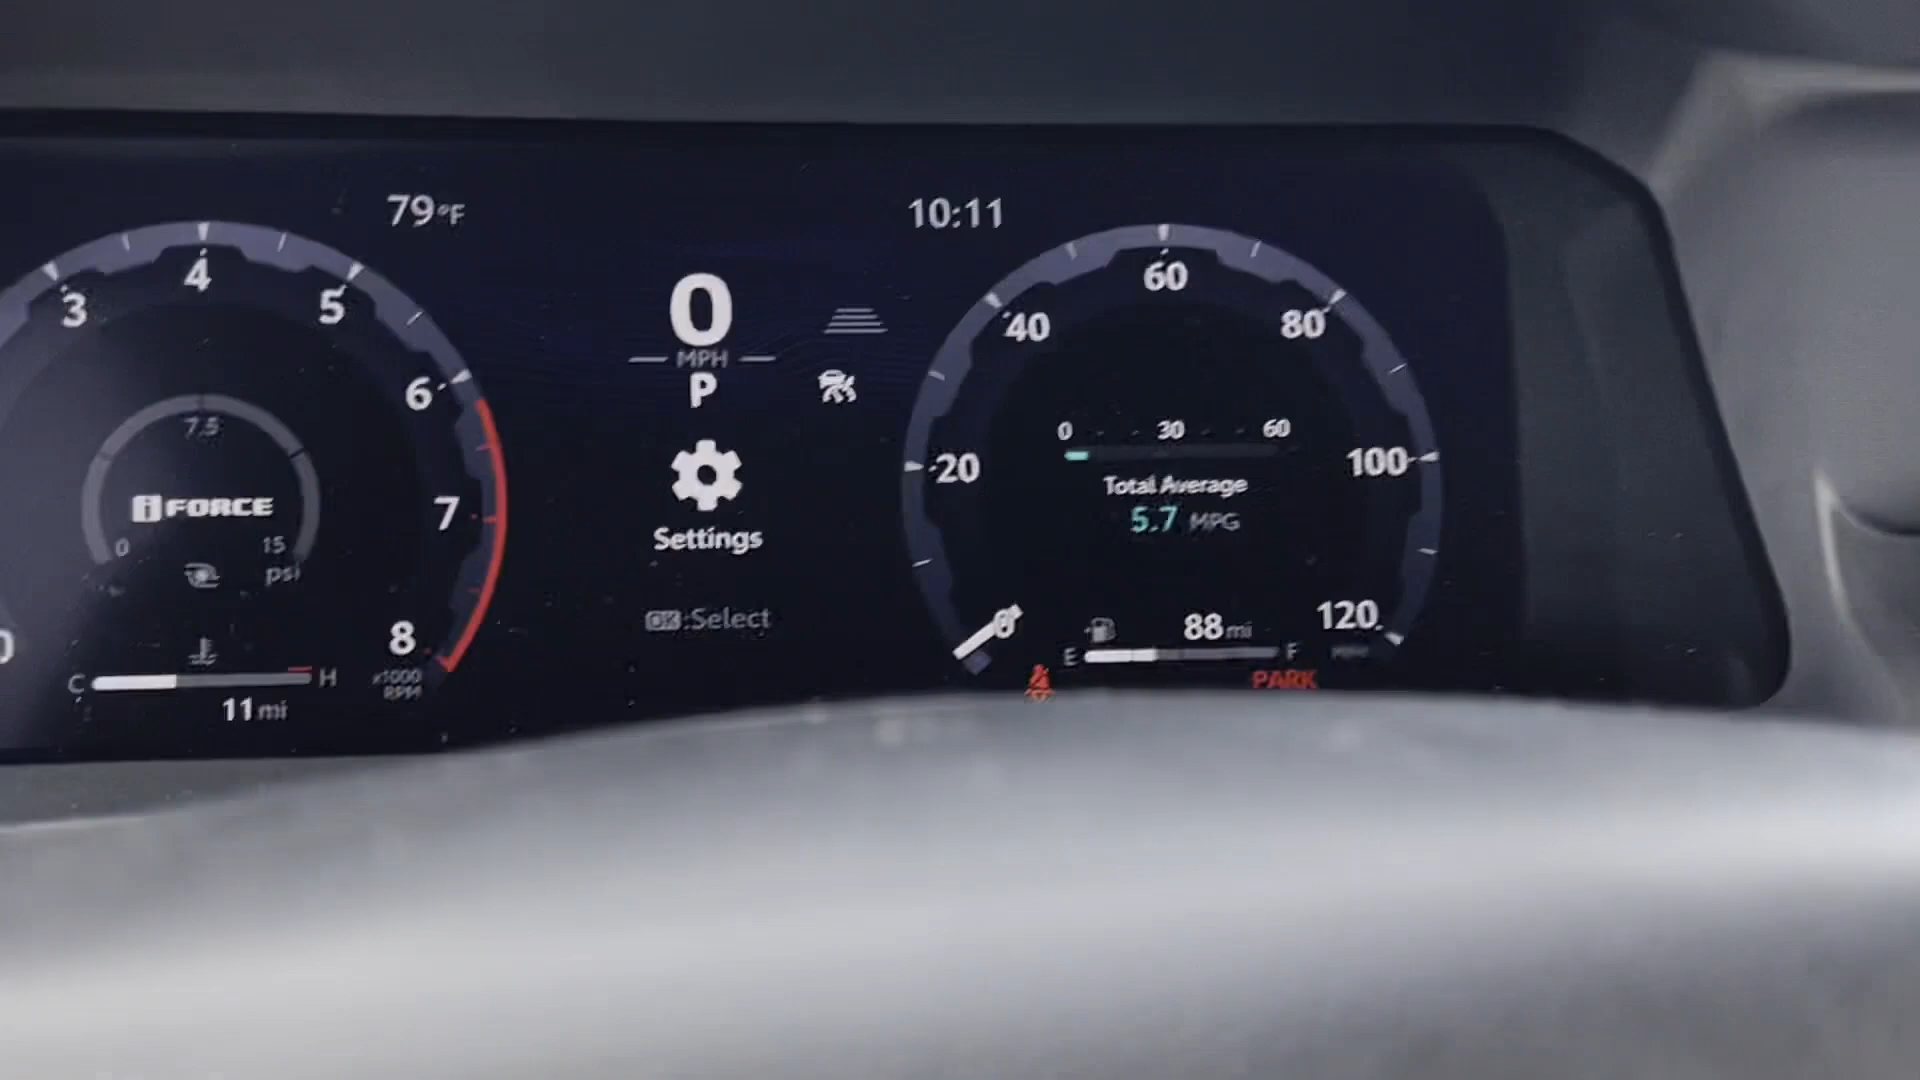 79°F
10:11
3
4
5
6
7
8
x1000
RPM
7.5
i FORCE
0
15
psi
C
H
11 mi
0
MPH
P
Settings
OK :Select
0
20
40
60
80
100
120
0 30 60
Total Average
5.7 MPG
88 mi
E
F
PARK